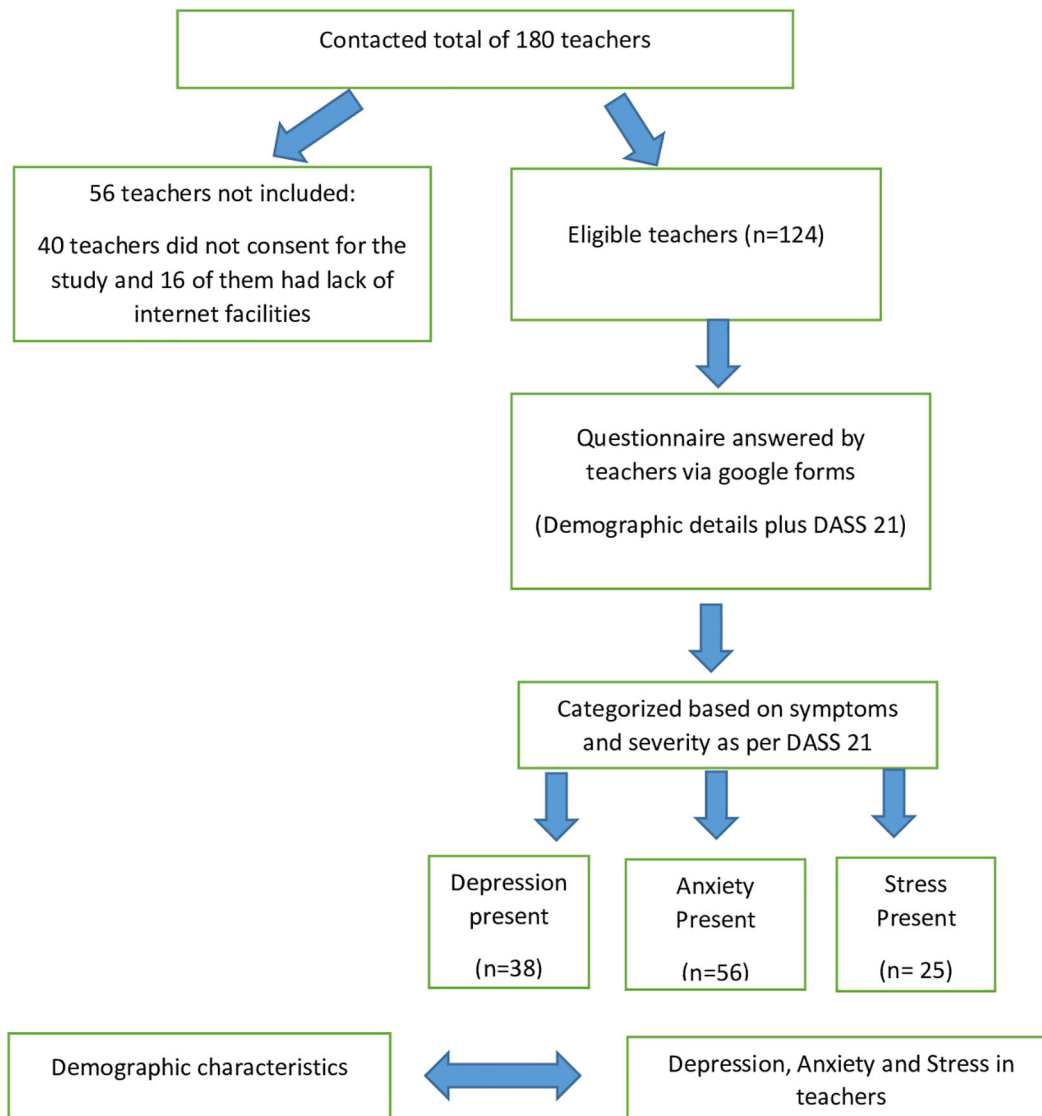 Contacted total of 180 teachers
56 teachers not included:
40 teachers did not consent for the
study and 16 of them had lack of
internet facilities
Eligible teachers (n=124)
Questionnaire answered by
teachers via google forms
(Demographic details plus DASS 21)
Categorized based on symptoms
and severity as per DASS 21
Depression
present
(n=38)
Anxiety
Present
(n=56)
Stress
Present
(n= 25)
Demographic characteristics
Depression, Anxiety and Stress in
teachers